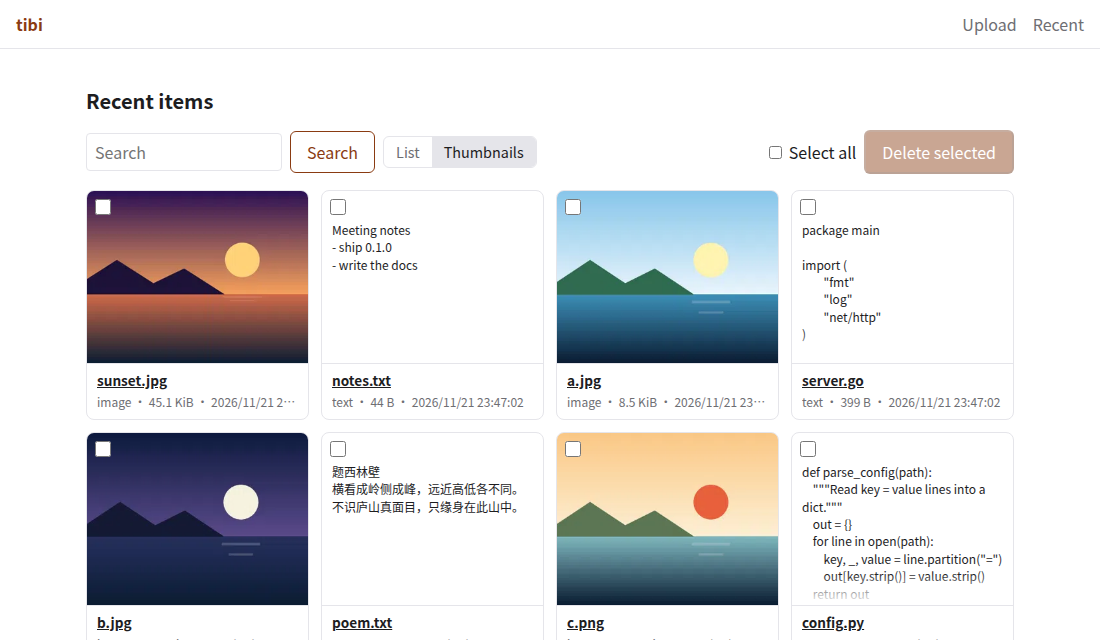 tibi
Upload Recent
Recent items
Search Search List Thumbnails Select all Delete selected
sunset.jpg
image • 45.1 KiB • 2026/11/21 2···
Meeting notes
- ship 0.1.0
- write the docs
notes.txt
text • 44 B • 2026/11/21 23:47:02
a.jpg
image • 8.5 KiB • 2026/11/21 23···
package main
import (
"fmt"
"log"
"net/http"
)
server.go
text • 399 B • 2026/11/21 23:47:02
b.jpg
题西林壁
横看成岭侧成峰，远近高低各不同。
不识庐山真面目，只缘身在此山中。
poem.txt
c.png
def parse_config(path):
"""Read key = value lines into a
dict."""
out = {}
for line in open(path):
key, _, value = line.partition("=")
out[key.strip()] = value.strip()
return out
config.py